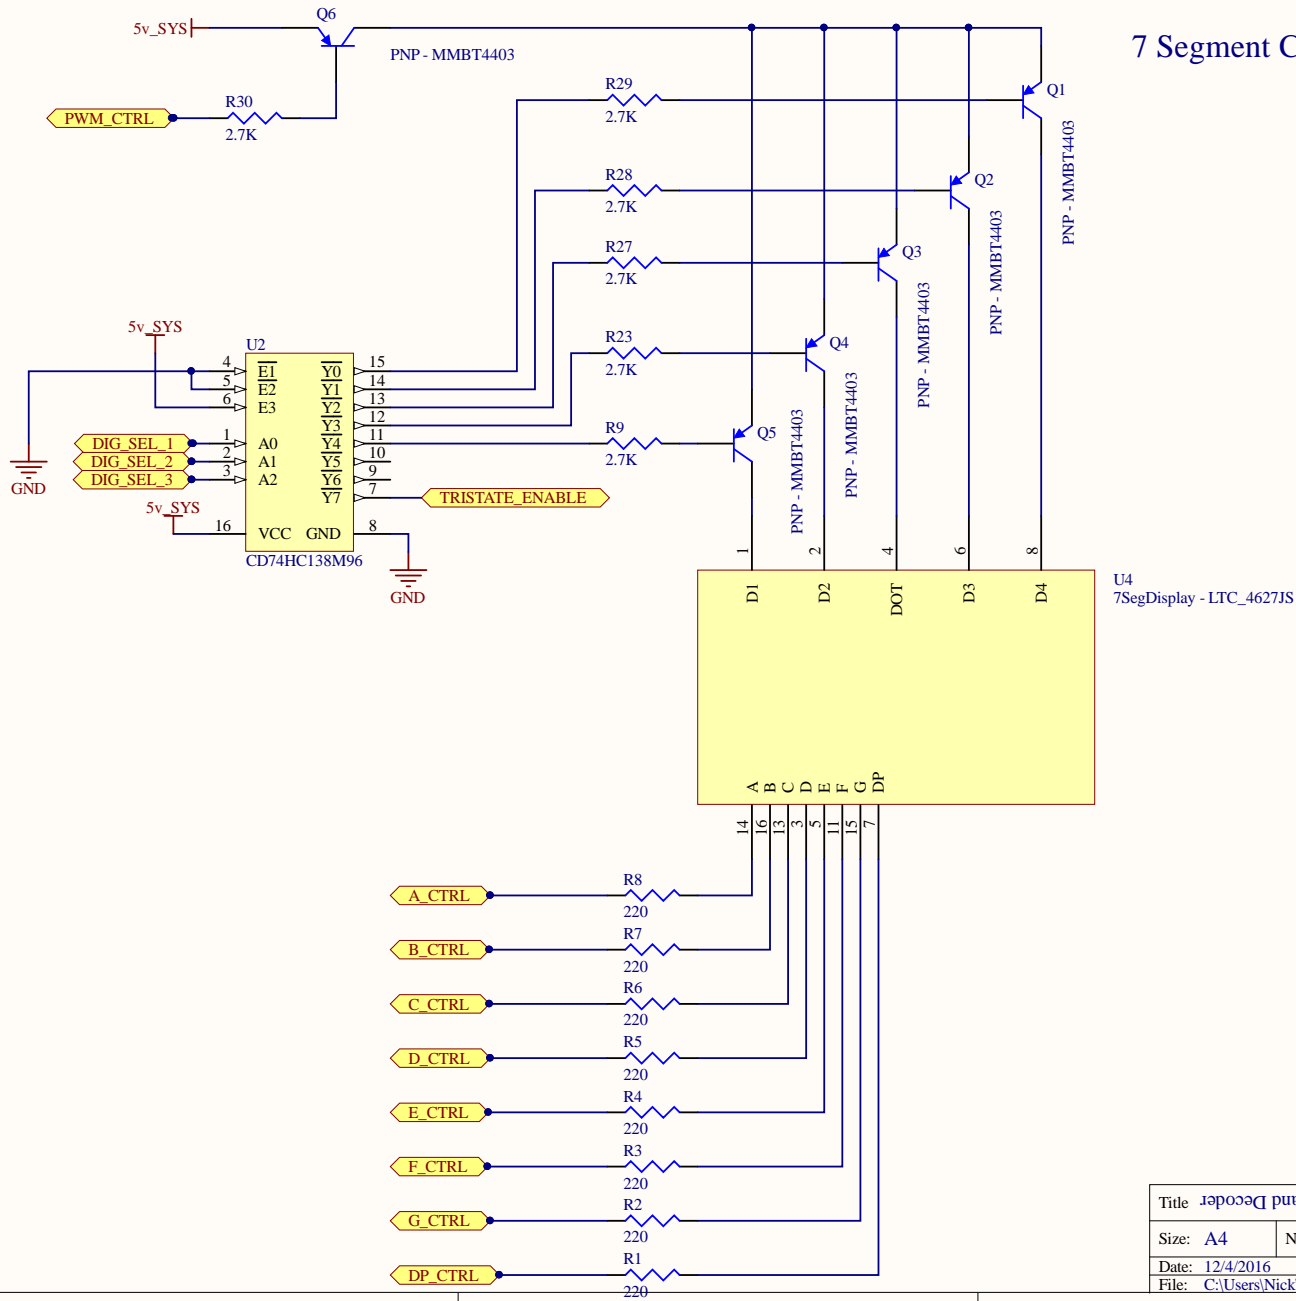 Q6
5v_SYS
PNP - MMBT4403
7 Segment C
R30
PWM_CTRL
2.7K
R29
2.7K
Q1
PNP - MMBT4403
R28
2.7K
Q2
PNP - MMBT4403
R27
2.7K
Q3
PNP - MMBT4403
R23
2.7K
Q4
PNP - MMBT4403
R9
2.7K
Q5
PNP - MMBT4403
5v_SYS
U2
4 E1 Y0 15
5 E2 Y1 14
6 E3 Y2 13
Y3 12
1 A0 Y4 11
2 A1 Y5 10
3 A2 Y6 9
Y7 7
16 VCC GND 8
CD74HC138M96
DIG_SEL_1
DIG_SEL_2
DIG_SEL_3
GND
5v_SYS
TRISTATE_ENABLE
GND
1 2 4 6 8
D1 D2 DOT D3 D4
U4
7SegDisplay - LTC_4627JS
A B C D E F G DP
14 16 13 3 5 11 15 7
A_CTRL
R8
220
B_CTRL
R7
220
C_CTRL
R6
220
D_CTRL
R5
220
E_CTRL
R4
220
F_CTRL
R3
220
G_CTRL
R2
220
DP_CTRL
R1
220
Title and Decoder
Size: A4 N
Date: 12/4/2016
File: C:\Users\Nick